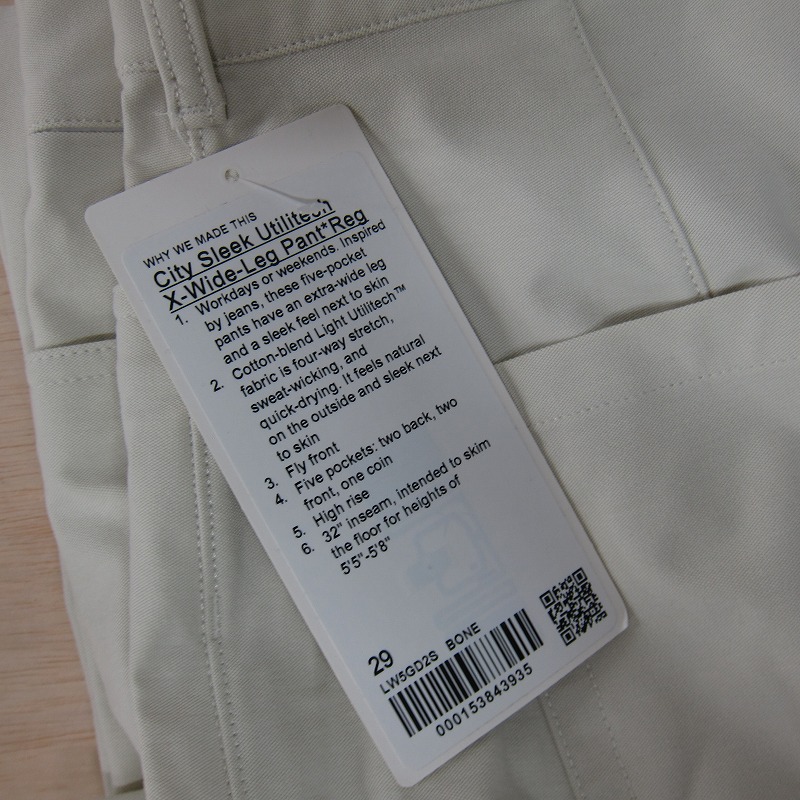 WHY WE MADE THIS
City Sleek Utilitech
X-Wide-Leg Pant*Reg
1. Workdays or weekends. Inspired
by jeans, these five-pocket
pants have an extra-wide leg
and a sleek feel next to skin
2. Cotton-blend Light Utilitech™
fabric is four-way stretch,
sweat-wicking, and
quick-drying. It feels natural
on the outside and sleek next
to skin
3. Fly front
4. Five pockets: two back, two
front, one coin
5. High rise
6. 32" inseam, intended to skim
the floor for heights of
5'5"-5'8"
29
LW5GD2S BONE
000153843935